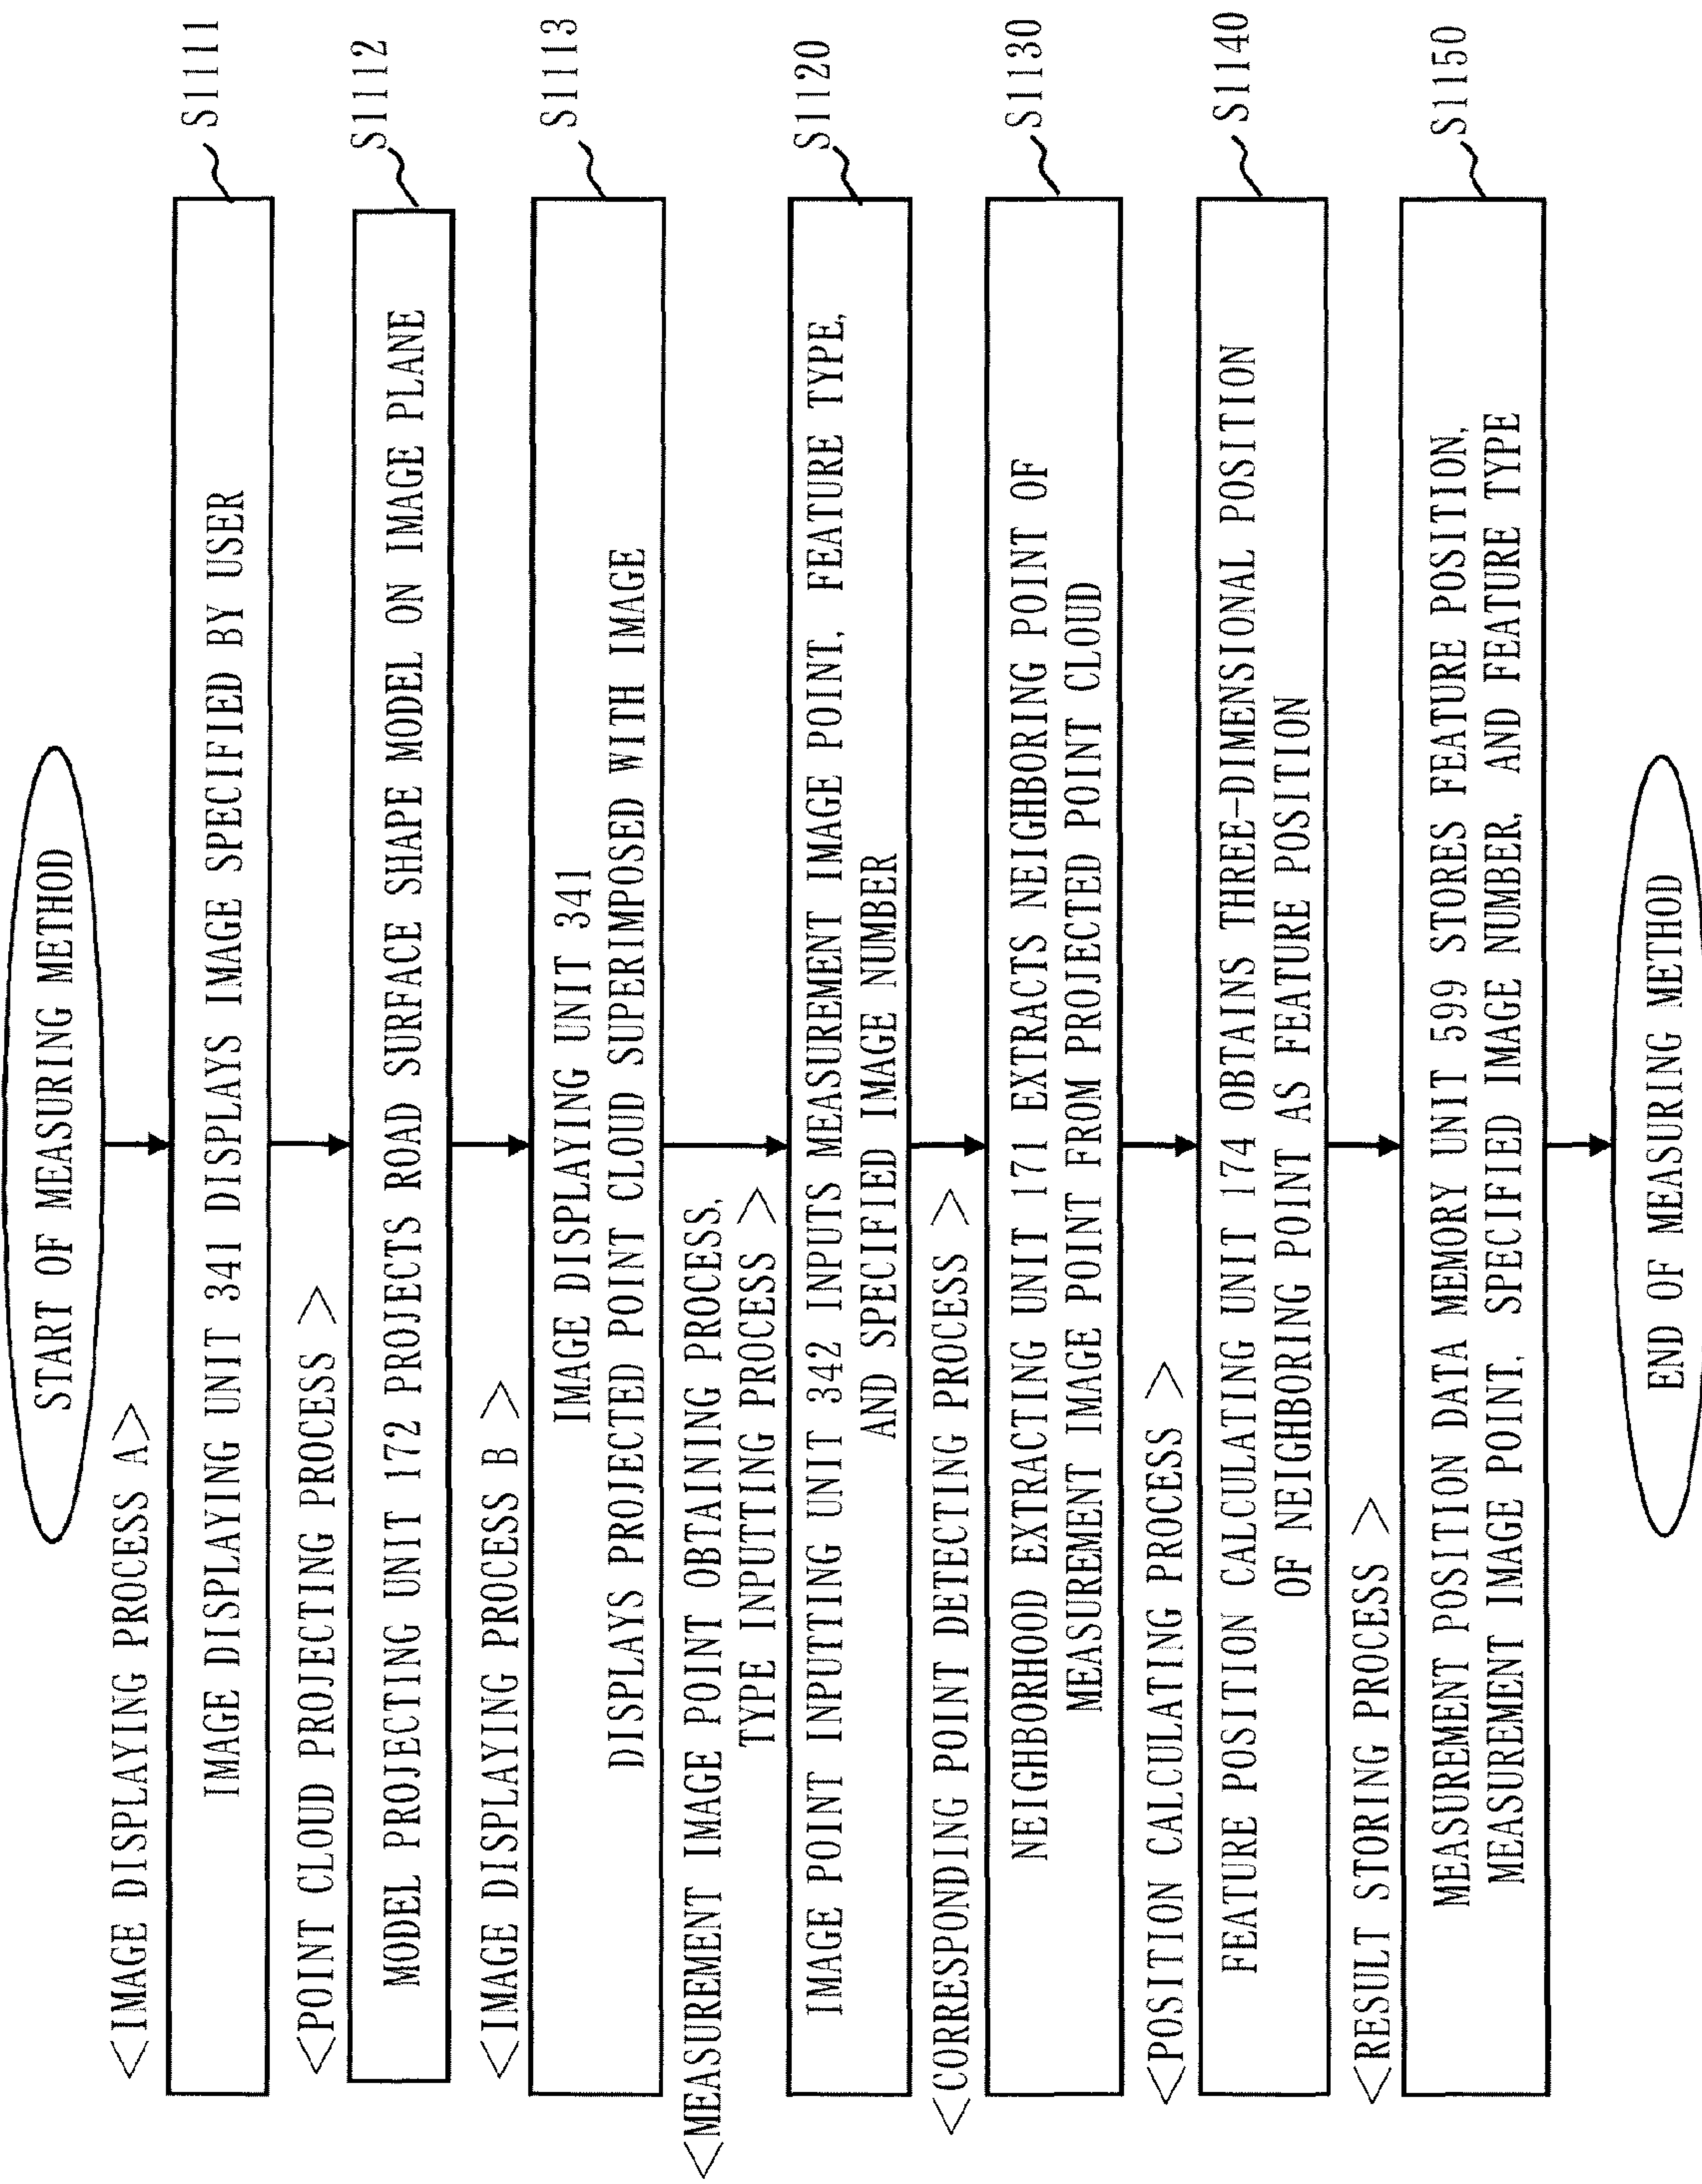 START OF MEASURING METHOD
<IMAGE DISPLAYING PROCESS A>
IMAGE DISPLAYING UNIT 341 DISPLAYS IMAGE SPECIFIED BY USER
S1111
<POINT CLOUD PROJECTING PROCESS >
MODEL PROJECTING UNIT 172 PROJECTS ROAD SURFACE SHAPE MODEL ON IMAGE PLANE
S1112
<IMAGE DISPLAYING PROCESS B >
IMAGE DISPLAYING UNIT 341
DISPLAYS PROJECTED POINT CLOUD SUPERIMPOSED WITH IMAGE
S1113
<MEASUREMENT IMAGE POINT OBTAINING PROCESS,
TYPE INPUTTING PROCESS >
IMAGE POINT INPUTING UNIT 342 INPUTS MEASUREMENT IMAGE POINT, FEATURE TYPE,
AND SPECIFIED IMAGE NUMBER
S1120
<CORRESPONDING POINT DETECTING PROCESS >
NEIGHBORHOOD EXTRACTING UNIT 171 EXTRACTS NEIGHBORING POINT OF
MEASUREMENT IMAGE POINT FROM PROJECTED POINT CLOUD
S1130
<POSITION CALCULATING PROCESS >
FEATURE POSITION CALCULATING UNIT 174 OBTAINS THREE-DIMENSIONAL POSITION
OF NEIGHBORING POINT AS FEATURE POSITION
S1140
<RESULT STORING PROCESS >
MEASUREMENT POSITION DATA MEMORY UNIT 599 STORES FEATURE POSITION,
MEASUREMENT IMAGE POINT, SPECIFIED IMAGE NUMBER, AND FEATURE TYPE
S1150
END OF MEASURING METHOD